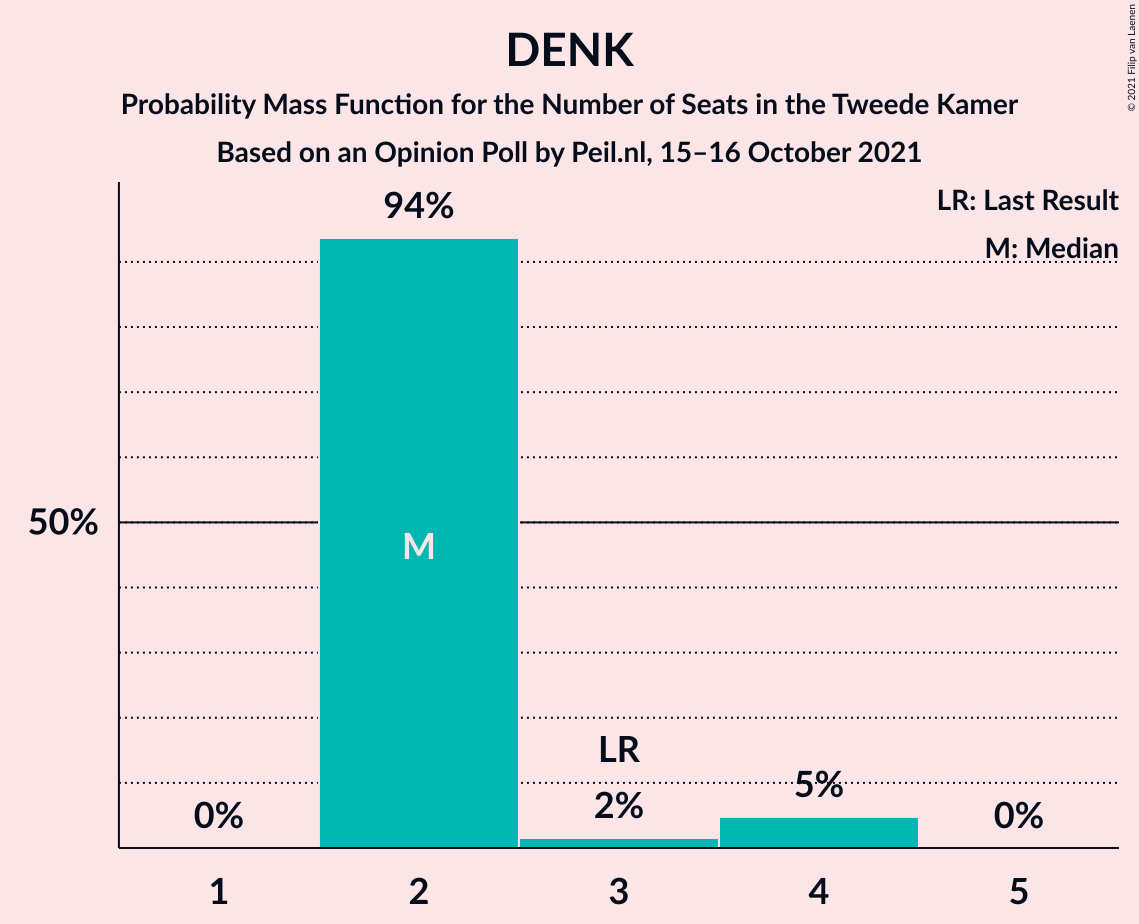 DENK
Probability Mass Function for the Number of Seats in the Tweede Kamer
Based on an Opinion Poll by Peil.nl, 15–16 October 2021
© 2021 Filip van Laenen
LR: Last Result
M: Median
94%
50%
M
LR
0%
2%
5%
0%
1
2
3
4
5